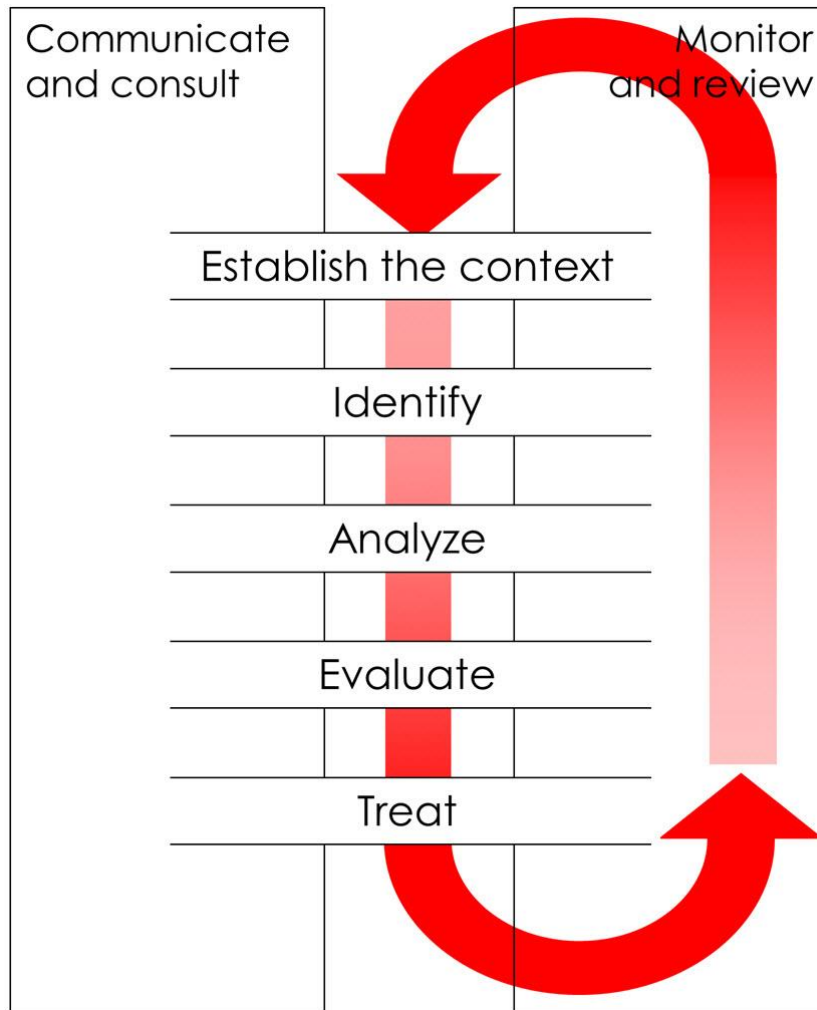 Communicate
and consult
Monitor
and review
Establish the context
Identify
Analyze
Evaluate
Treat